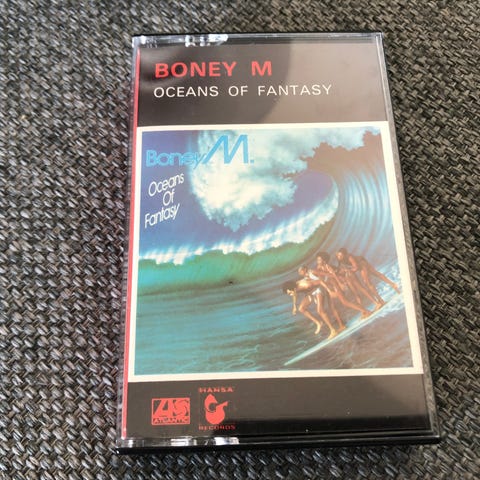 BONEY M
OCEANS OF FANTASY
Boney M.
Oceans
Of
Fantasy
ATLANTIC
HANSA
RECORDS